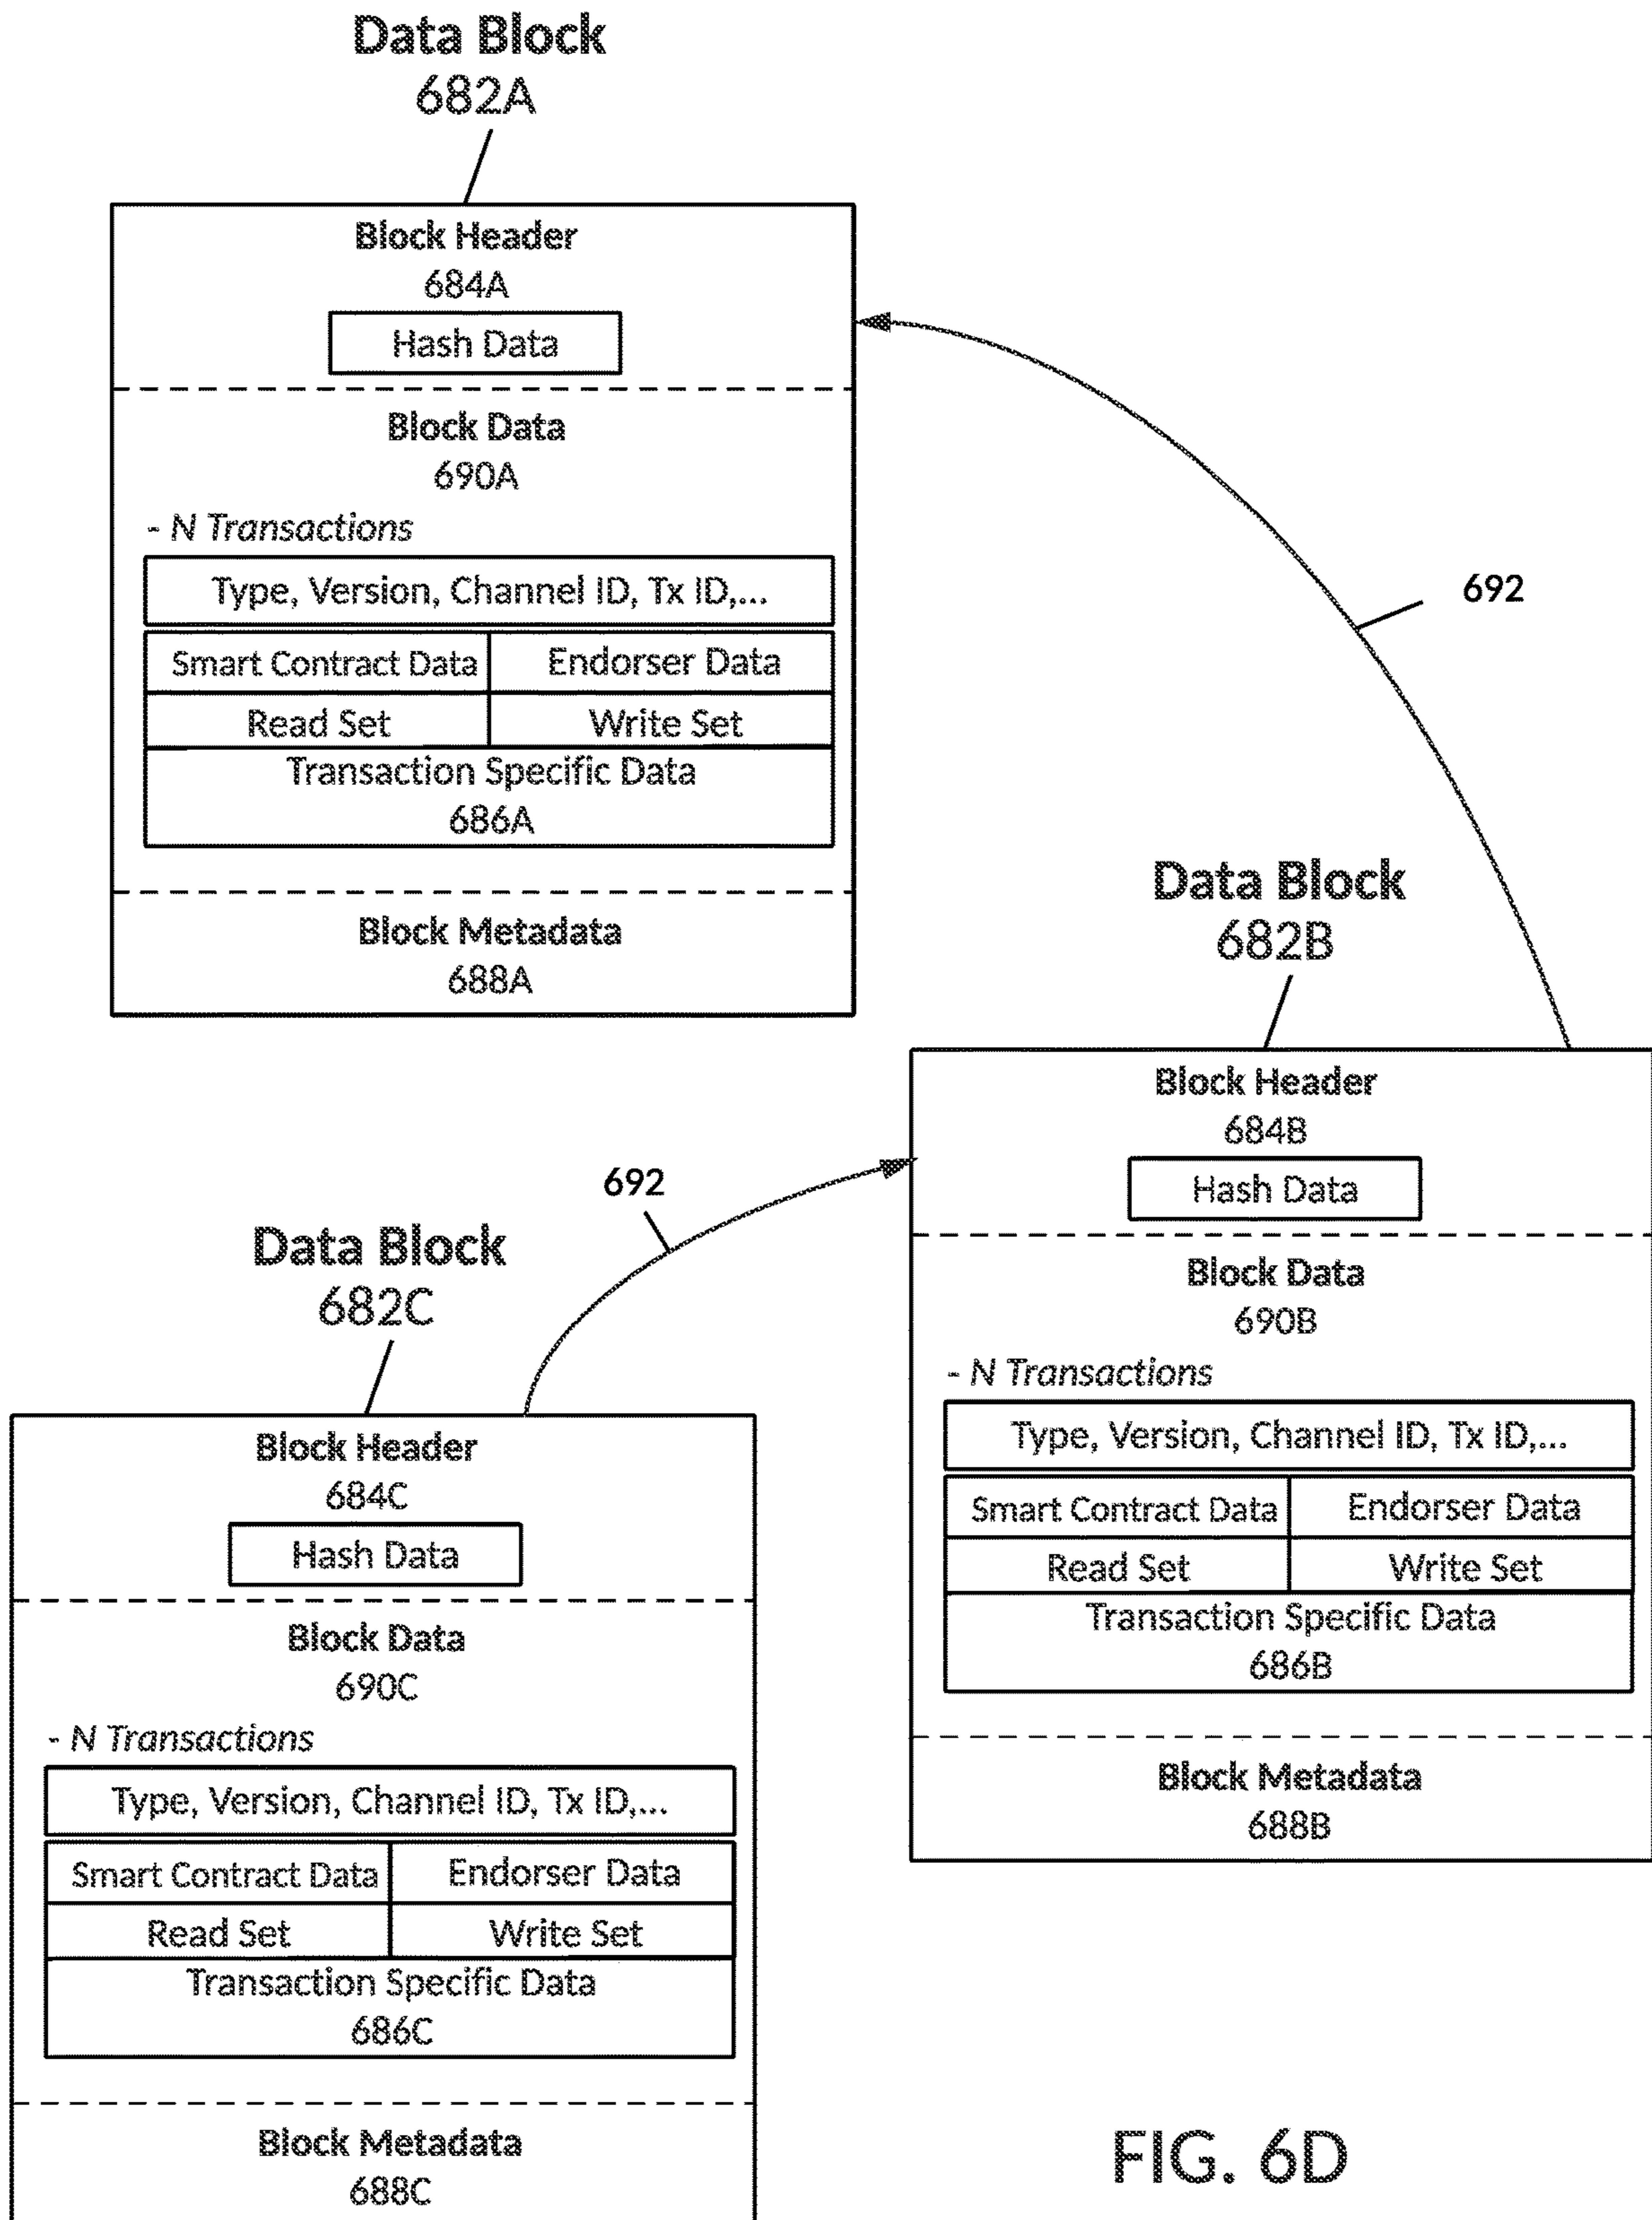 Data Block
682A
Block Header
684A
Hash Data
Block Data
690A
- N Transactions
Type, Version, Channel ID, Tx ID,...
Smart Contract Data
Endorser Data
Read Set
Write Set
Transaction Specific Data
686A
Block Metadata
688A
692
Data Block
682B
Block Header
684B
Hash Data
Block Data
690B
- N Transactions
Type, Version, Channel ID, Tx ID,...
Smart Contract Data
Endorser Data
Read Set
Write Set
Transaction Specific Data
686B
Block Metadata
688B
692
Data Block
682C
Block Header
684C
Hash Data
Block Data
690C
- N Transactions
Type, Version, Channel ID, Tx ID,...
Smart Contract Data
Endorser Data
Read Set
Write Set
Transaction Specific Data
686C
Block Metadata
688C
FIG. 6D